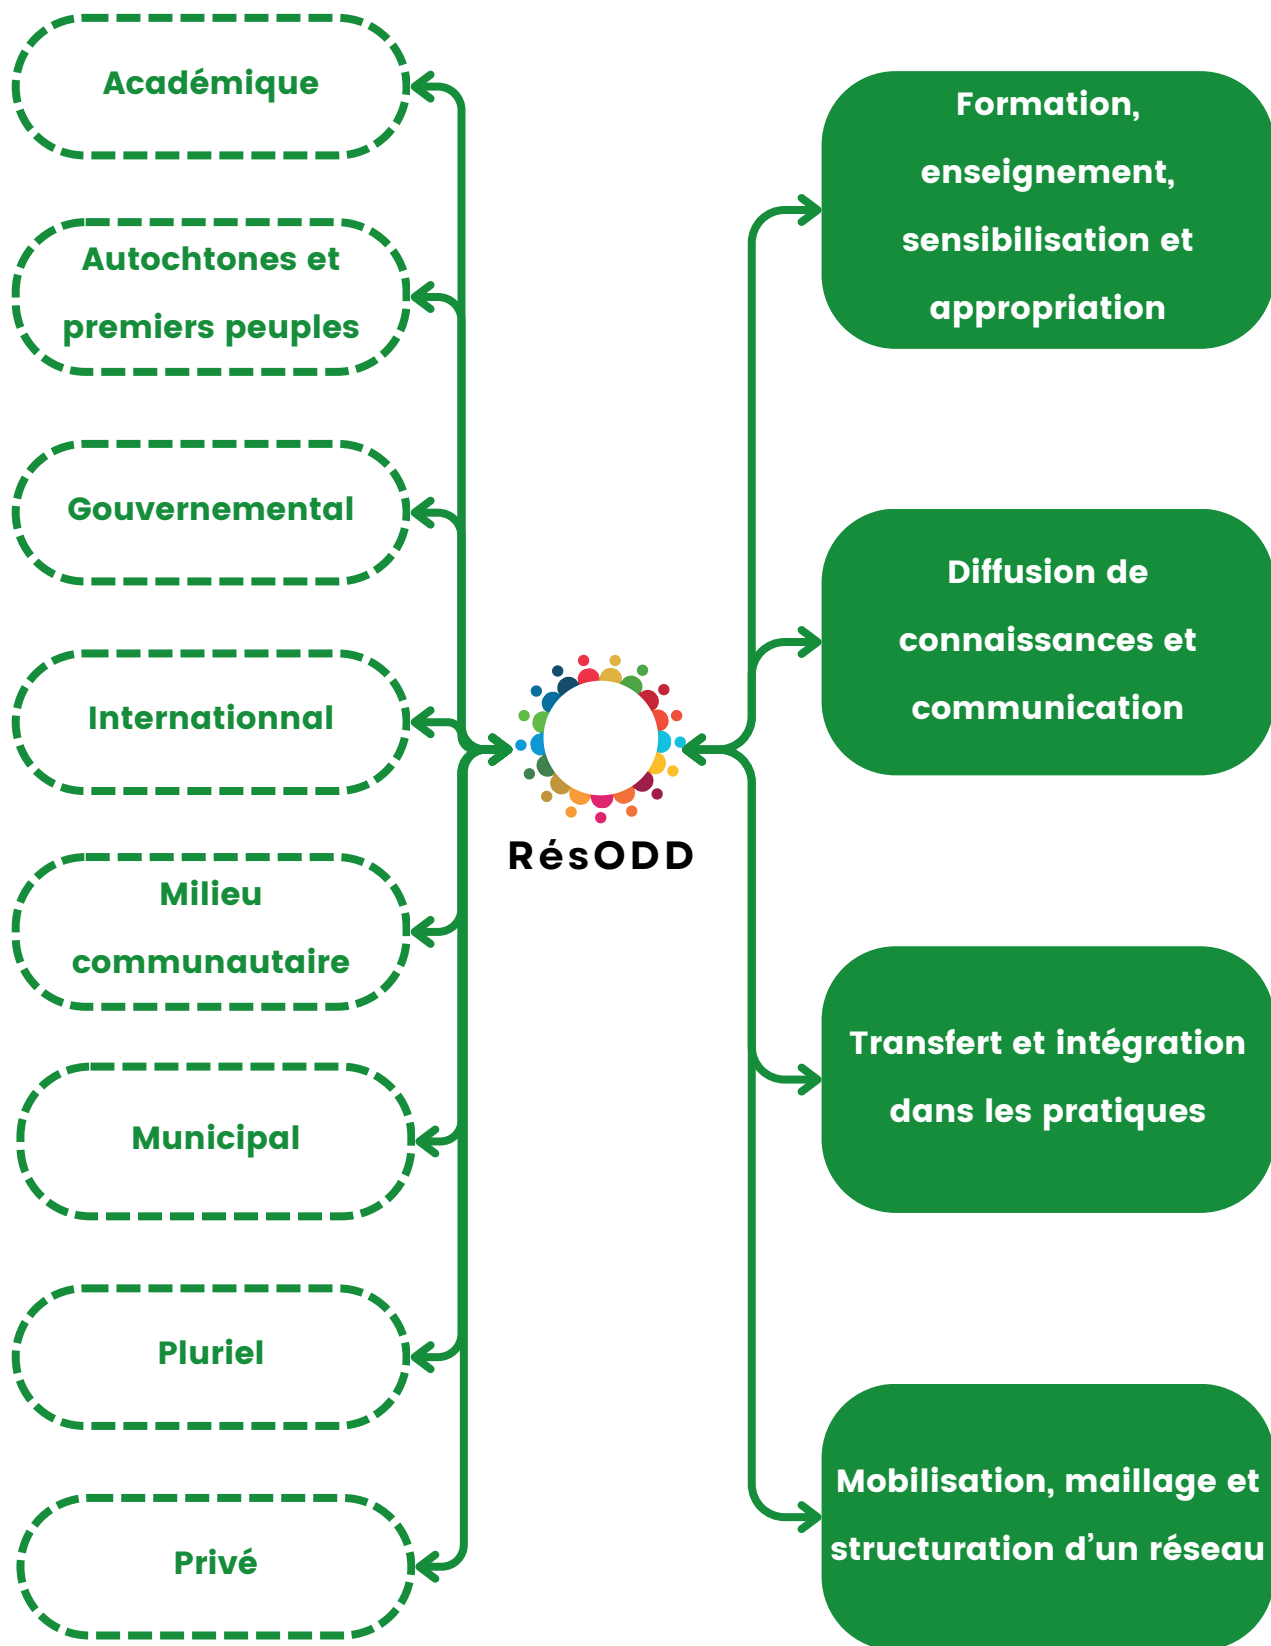 Académique
Autochtones et
premiers peuples
Gouvernemental
Internationnal
Milieu
communautaire
Municipal
Pluriel
Privé
RésODD
Formation,
enseignement,
sensibilisation et
appropriation
Diffusion de
connaissances et
communication
Transfert et intégration
dans les pratiques
Mobilisation, maillage et
structuration d'un réseau